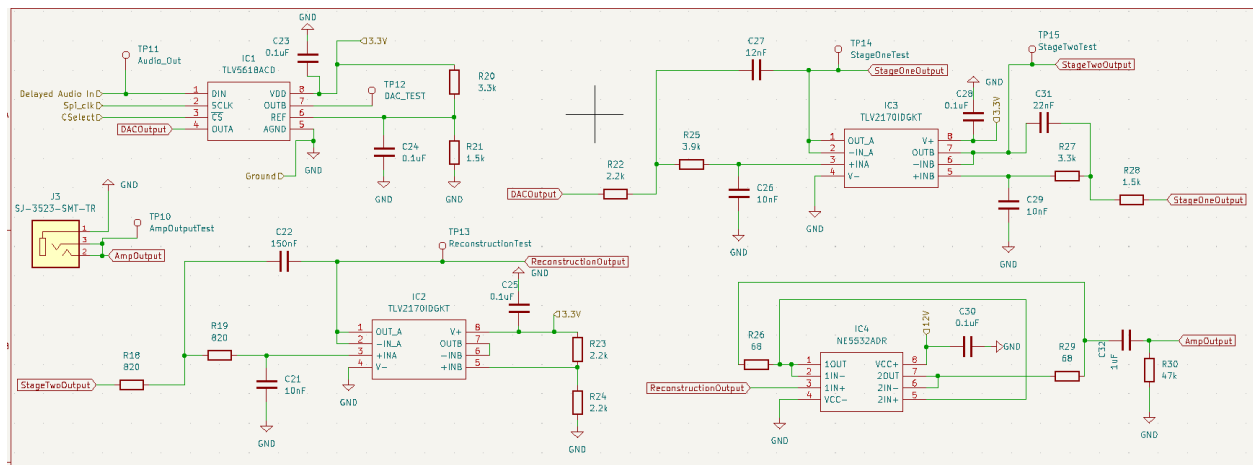 GND
C23
0.1uF
3.3V
TP11
Audio_Out
IC1
TLV5618ACD
Delayed Audio In
Spi_clk
CSelect
DACOutput
1
DIN
2
SCLK
3
CS
4
OUTA
VDD
8
OUTB
7
REF
6
AGND
5
TP12
DAC_TEST
R20
3.3k
C24
0.1uF
R21
1.5k
Ground
GND
GND
GND
J3
SJ-3523-SMT-TR
GND
1
3
2
TP10
AmpOutputTest
AmpOutput
C27
12nF
TP14
StageOneTest
StageOneOutput
TP15
StageTwoTest
StageTwoOutput
GND
C28
0.1uF
3.3V
C31
22nF
IC3
TLV2170IDGKT
1
OUT_A
2
-IN_A
3
+INA
4
V-
V+
8
OUTB
7
-INB
6
+INB
5
R25
3.9k
R22
2.2k
DACOutput
C26
10nF
GND
GND
R27
3.3k
R28
1.5k
StageOneOutput
C29
10nF
GND
C22
150nF
TP13
ReconstructionTest
ReconstructionOutput
GND
C25
0.1uF
3.3V
IC2
TLV2170IDGKT
1
OUT_A
2
-IN_A
3
+INA
4
V-
V+
8
OUTB
7
-INB
6
+INB
5
R19
820
R18
820
StageTwoOutput
C21
10nF
GND
GND
R23
2.2k
R24
2.2k
GND
12V
C30
0.1uF
GND
IC4
NE5532ADR
R26
68
1
1OUT
2
1IN-
3
1IN+
4
VCC-
VCC+
8
2OUT
7
2IN-
6
2IN+
5
ReconstructionOutput
GND
R29
68
C32
1uF
AmpOutput
R30
47k
GND